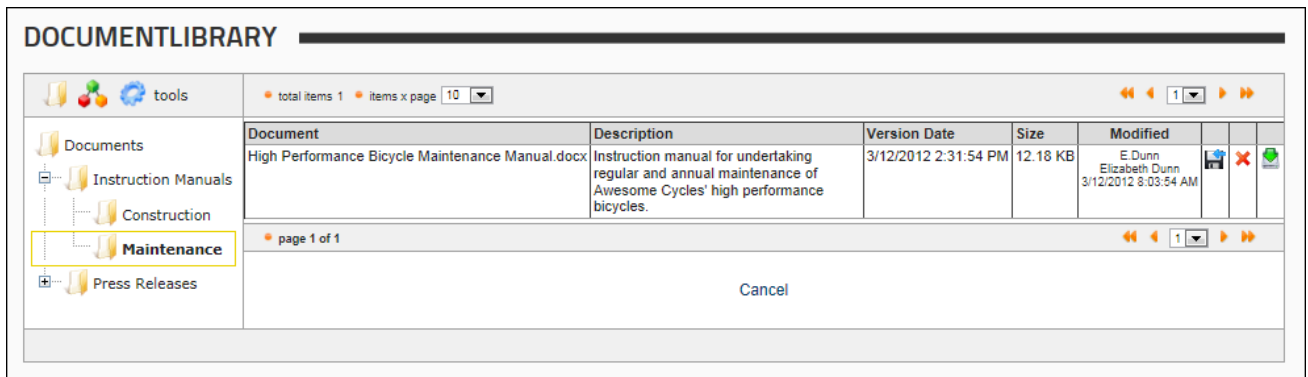 DOCUMENTLIBRARY
tools
total items 1 items x page 10
1
Documents
Instruction Manuals
Construction
Maintenance
Press Releases
Document Description Version Date Size Modified
High Performance Bicycle Maintenance Manual.docx
Instruction manual for undertaking
regular and annual maintenance of
Awesome Cycles' high performance
bicycles.
3/12/2012 2:31:54 PM
12.18 KB
E.Dunn
Elizabeth Dunn
3/12/2012 8:03:54 AM
page 1 of 1
1
Cancel